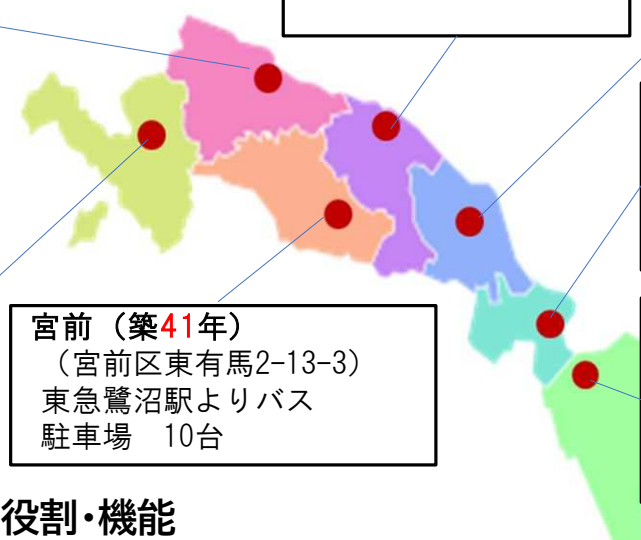 宮前（築41年）
（宮前区東有馬2-13-3）
東急鷺沼駅よりバス
駐車場　10台
役割・機能